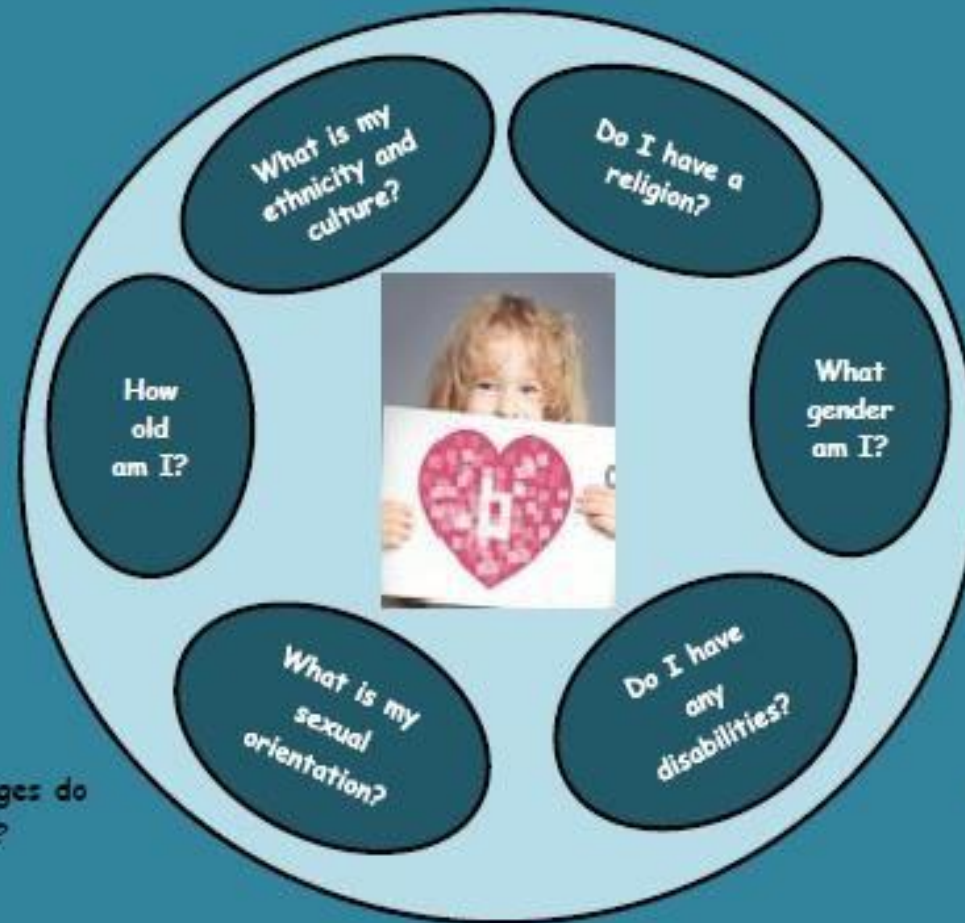 What is my
ethnicity and
culture?
Do I have a
religion?
How
old
am I?
What
gender
am I?
b
What is my
sexual
orientation?
Do I have
any
disabilities?
do
?